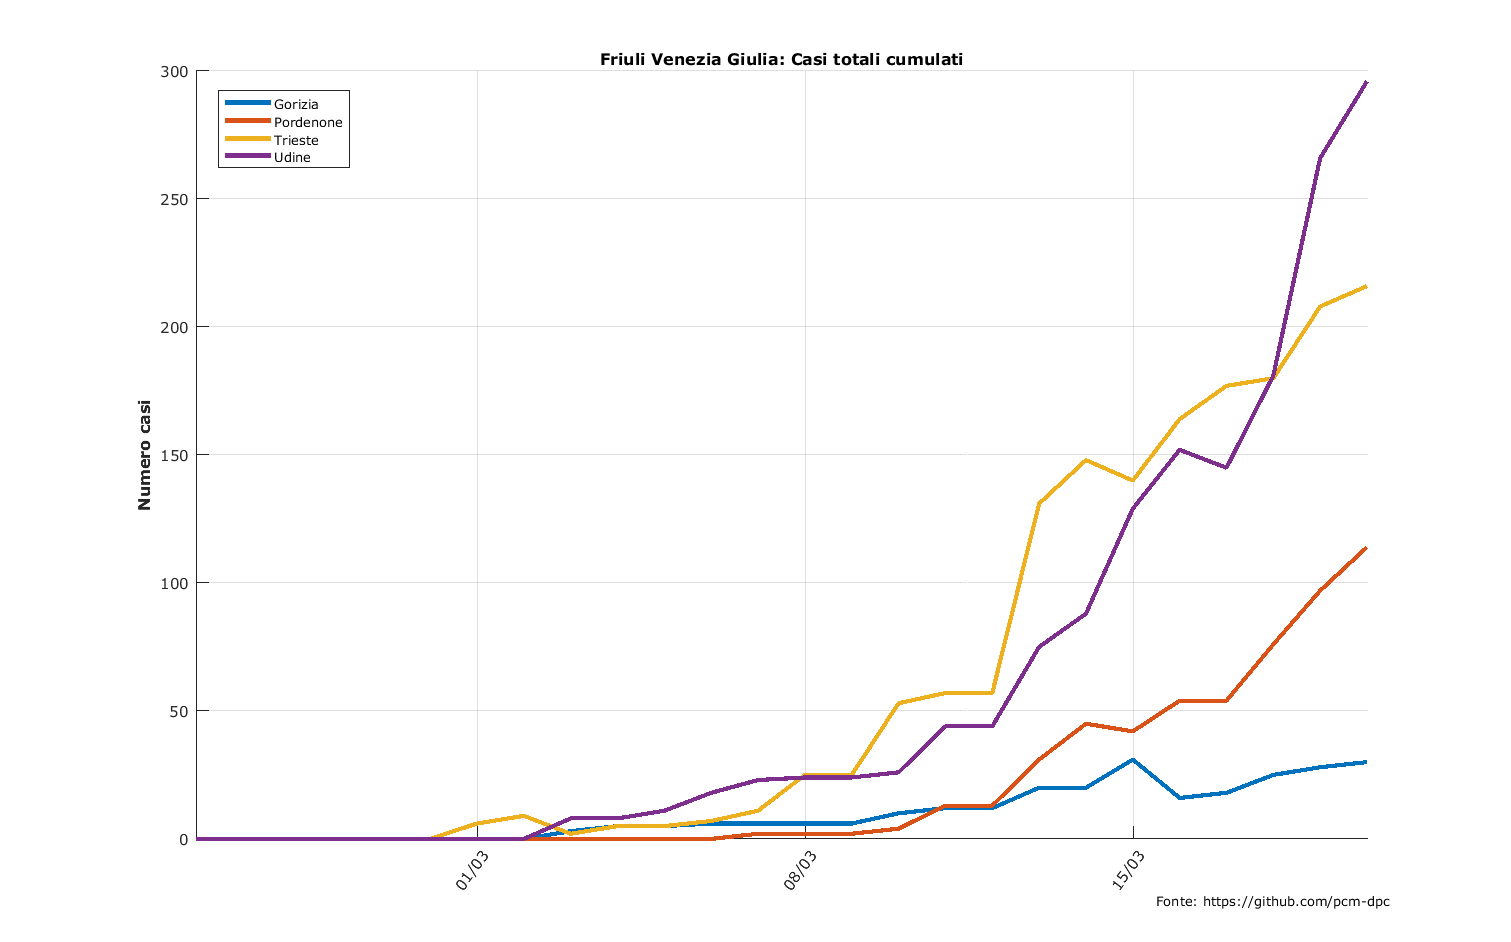 Friuli Venezia Giulia: Casi totali cumulati
Gorizia
Pordenone
Trieste
Udine
Numero casi
300
250
200
150
100
50
0
01/03
08/03
15/03
Fonte: https://github.com/pcm-dpc